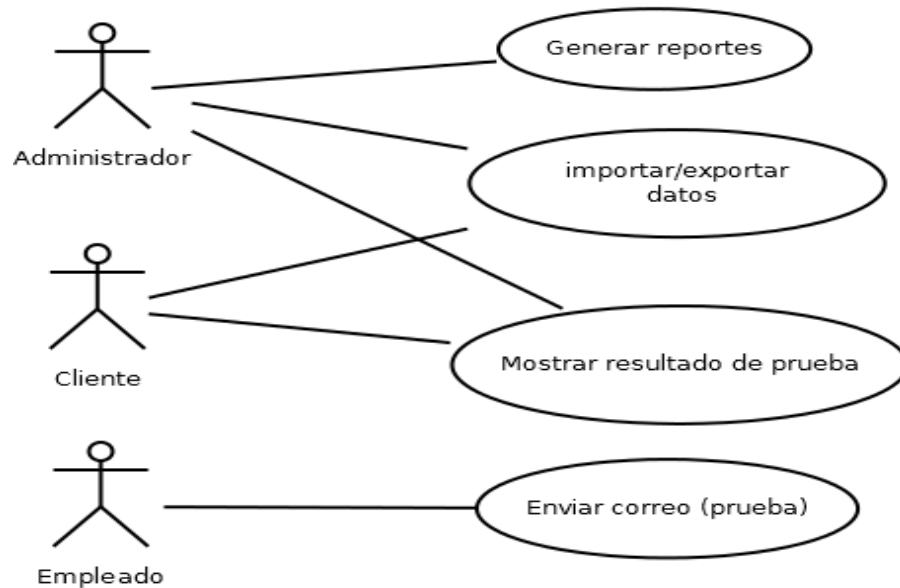 Generar reportes
Administrador
importar/exportar
datos
Cliente
Mostrar resultado de prueba
Empleado
Enviar correo (prueba)